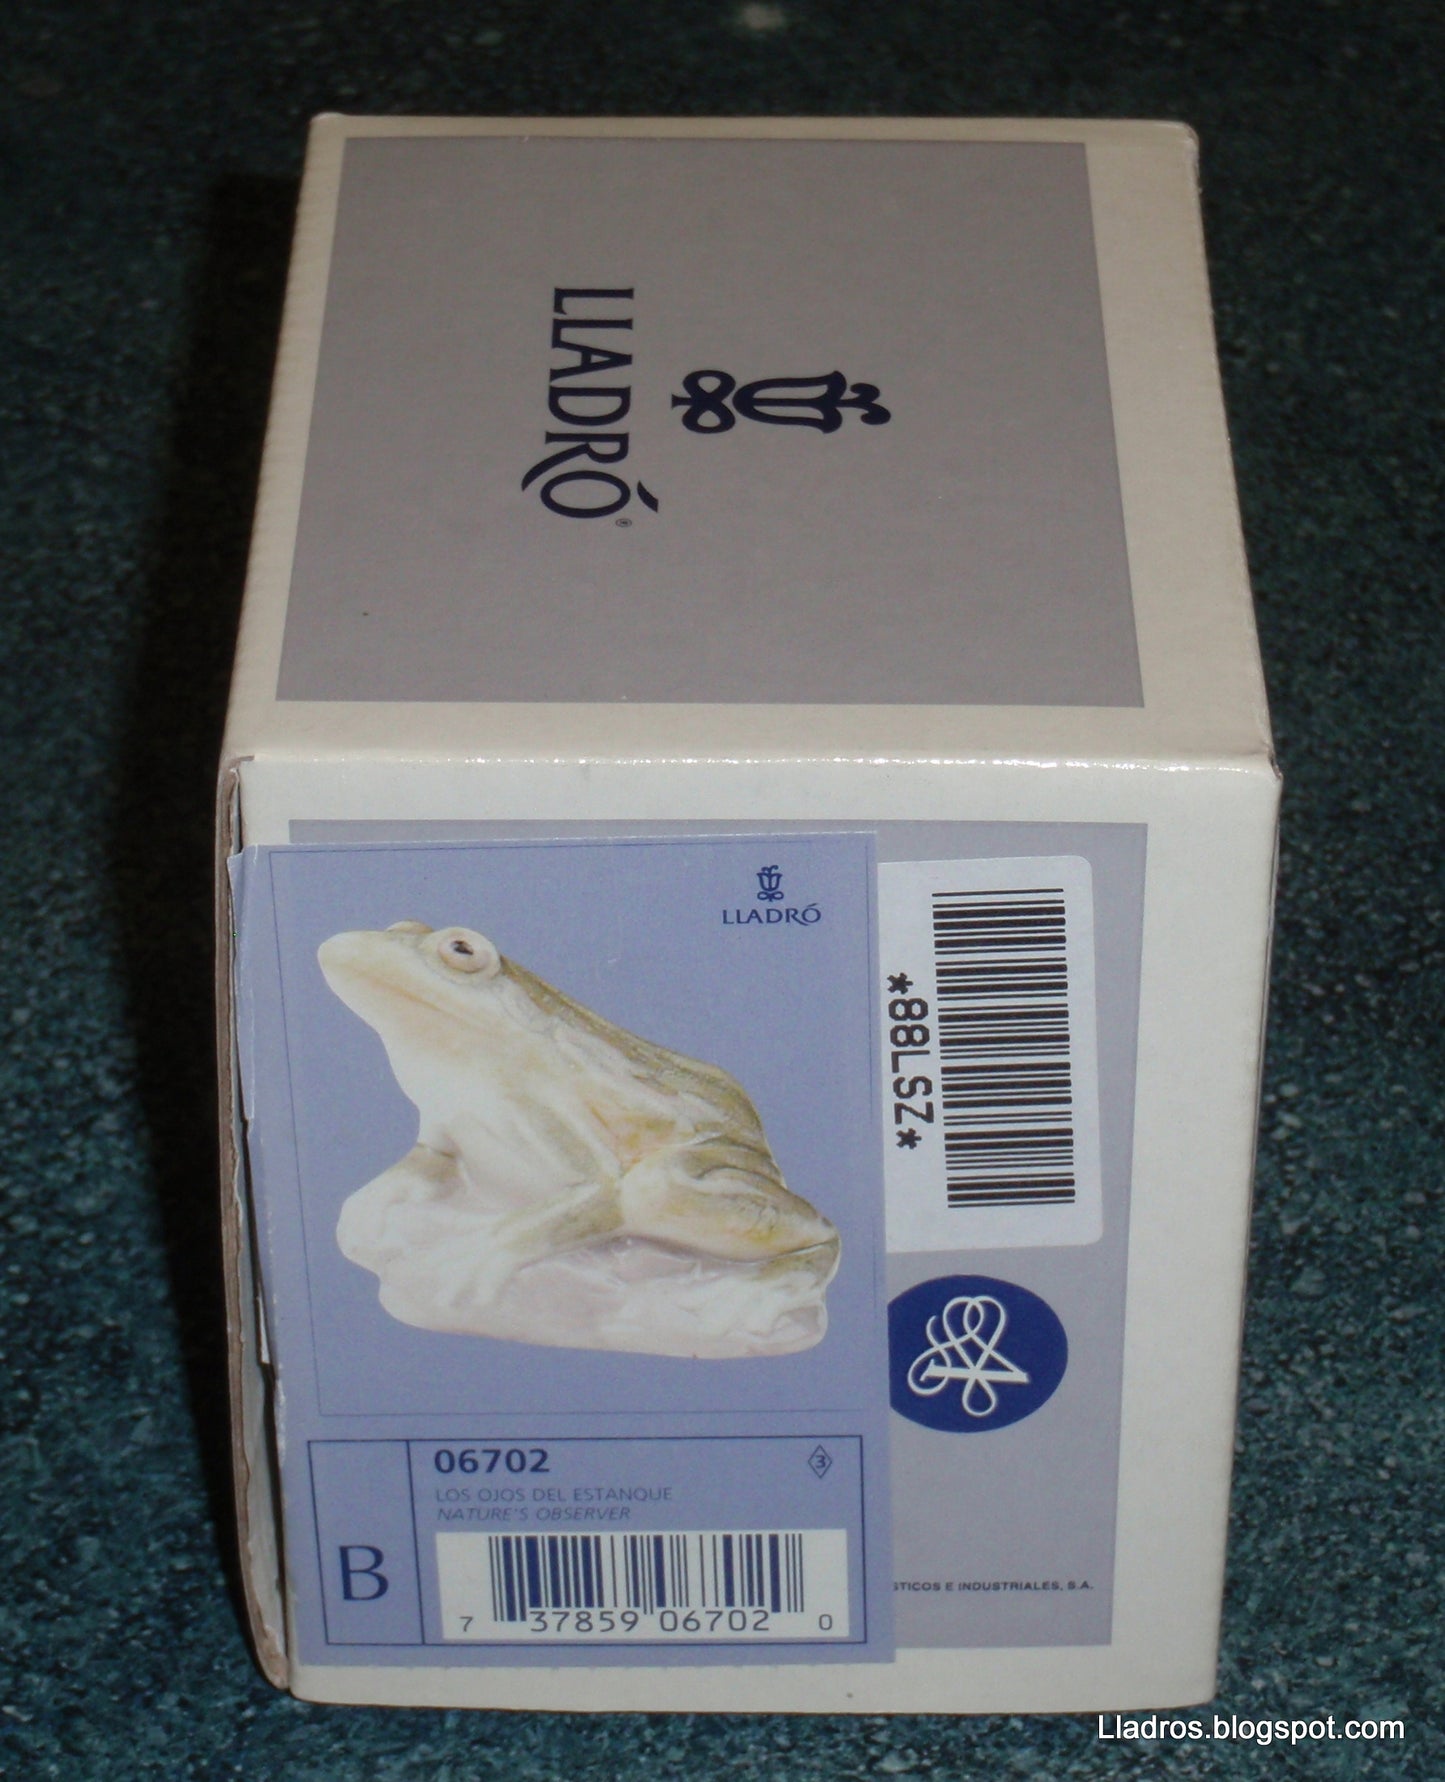 LLADRÓ®
LLADRÓ
*88LSZ*
06702
3
LOS OJOS DEL ESTANQUE
NATURE'S OBSERVER
B
7 37859 06702 0
STICOS E INDUSTRIALES, S.A.
Lladros.blogspot.com